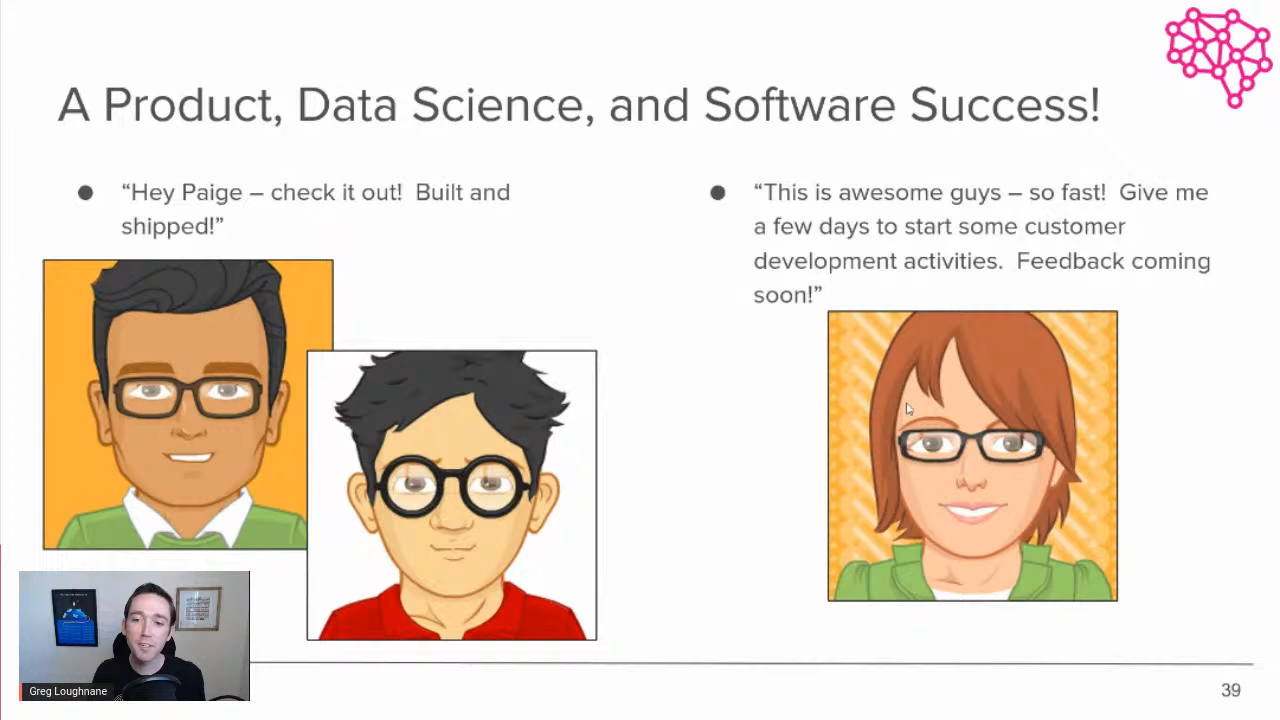 A Product, Data Science, and Software Success!
● “Hey Paige – check it out!  Built and
shipped!”
● “This is awesome guys – so fast!  Give me
a few days to start some customer
development activities.  Feedback coming
soon!”
Greg Loughnane
39